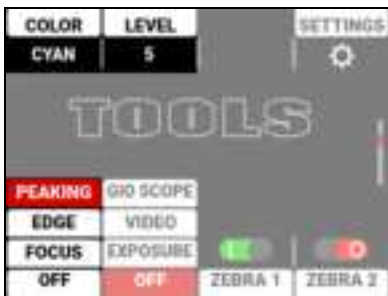 COLOR LEVEL SETTINGS
CYAN 5
TOOLS
PEAKING GIO SCOPE
EDGE VIDEO
FOCUS EXPOSURE
OFF OFF ZEBRA 1 ZEBRA 2